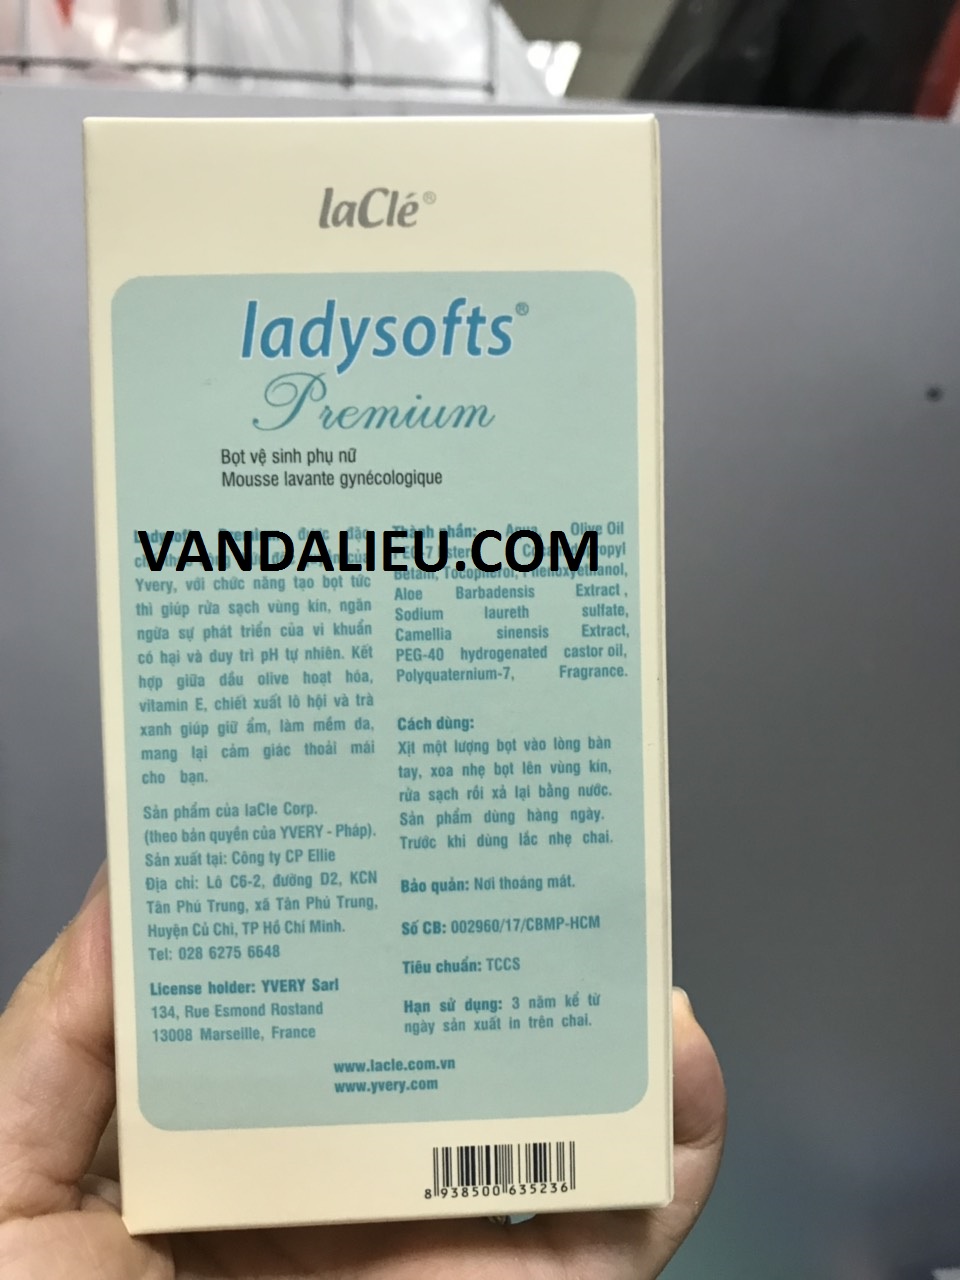 laClé®
ladysofts®
Premium
Bọt vệ sinh phụ nữ
Mousse lavante gynécologique
VANDALIEU.COM
Yvery, với chức năng tạo bọt tức
thì giúp rửa sạch vùng kín, ngăn
ngừa sự phát triển của vi khuẩn
có hại và duy trì pH tự nhiên. Kết
hợp giữa dầu olive hoạt hóa,
vitamin E, chiết xuất lô hội và trà
xanh giúp giữ ẩm, làm mềm da,
mang lại cảm giác thoải mái
cho bạn.
Sản phẩm của laCle Corp.
(theo bản quyền của YVERY - Pháp).
Sản xuất tại: Công ty CP Ellie
Địa chỉ: Lô C6-2, đường D2, KCN
Tân Phú Trung, xã Tân Phú Trung,
Huyện Củ Chi, TP Hồ Chí Minh.
Tel: 028 6275 6648
License holder: YVERY Sarl
134, Rue Esmond Rostand
13008 Marseille, France
Thành phần: Aqua, Olive Oil
PEG-7 Ester
Betain, Tocopherol, Phenoxyethanol,
Aloe Barbadensis Extract,
Sodium laureth sulfate,
Camellia sinensis Extract,
PEG-40 hydrogenated castor oil,
Polyquaternium-7, Fragrance.
Cách dùng:
Xịt một lượng bọt vào lòng bàn
tay, xoa nhẹ bọt lên vùng kín,
rửa sạch rồi xả lại bằng nước.
Sản phẩm dùng hàng ngày.
Trước khi dùng lắc nhẹ chai.
Bảo quản: Nơi thoáng mát.
Số CB: 002960/17/CBMP-HCM
Tiêu chuẩn: TCCS
Hạn sử dụng: 3 năm kể từ
ngày sản xuất in trên chai.
www.lacle.com.vn
www.yvery.com
8 938500 635236